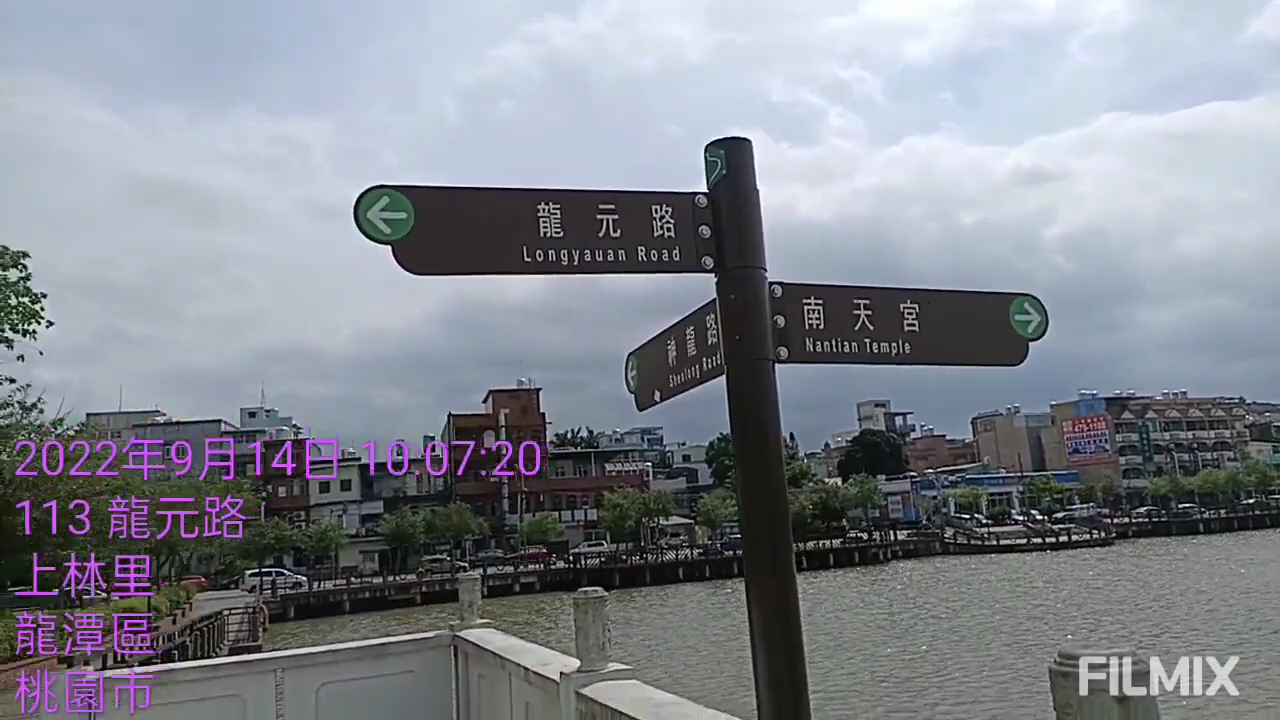 龍元路
Longyauan Road
神龍路
Shenlong Road
南天宮
Nantian Temple
2022年9月14日 10:07:20
113 龍元路
上林里
龍潭區
桃園市
FILMIX